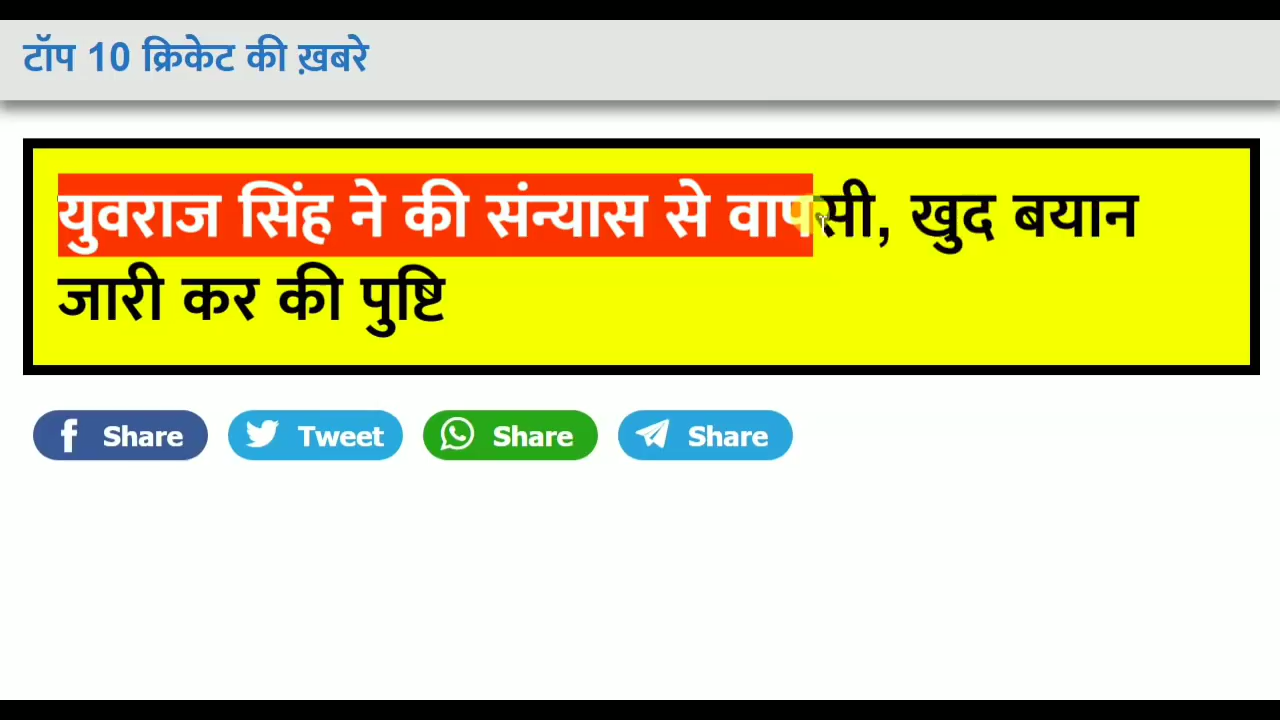 टॉप 10 क्रिकेट की ख़बरे
युवराज सिंह ने की संन्यास से वापसी, खुद बयान
जारी कर की पुष्टि
Share
Tweet
Share
Share